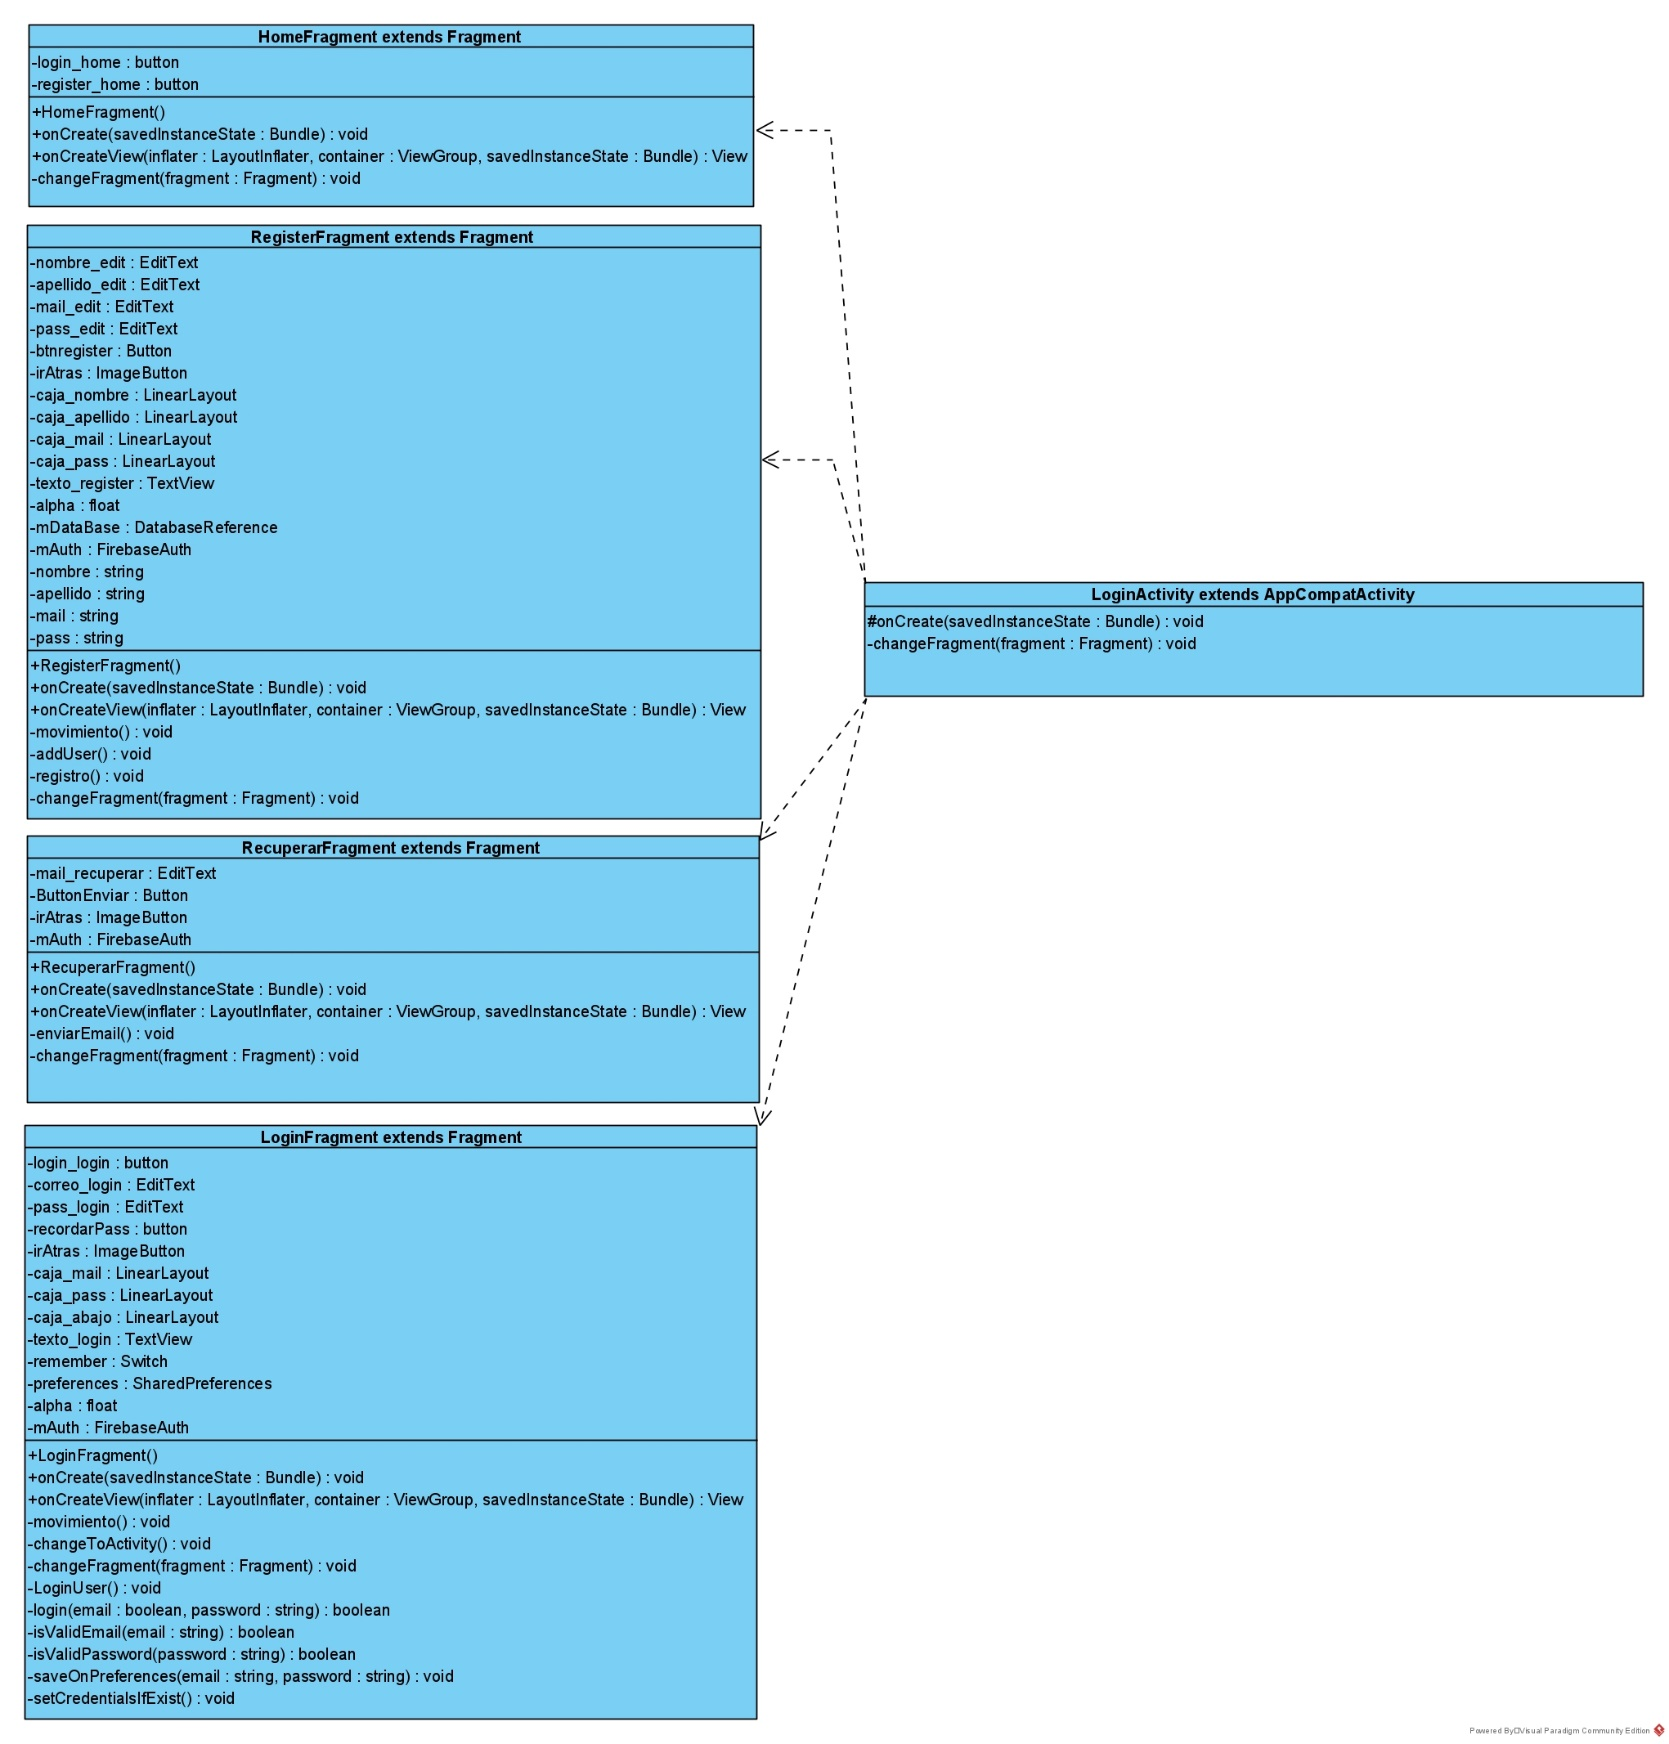 HomeFragment extends Fragment
-login_home : button
-register_home : button
+HomeFragment()
+onCreate(savedInstanceState : Bundle) : void
+onCreateView(inflater : LayoutInflater, container : ViewGroup, savedInstanceState : Bundle) : View
-changeFragment(fragment : Fragment) : void
RegisterFragment extends Fragment
-nombre_edit : EditText
-apellido_edit : EditText
-mail_edit : EditText
-pass_edit : EditText
-btnregister : Button
-irAtras : ImageButton
-caja_nombre : LinearLayout
-caja_apellido : LinearLayout
-caja_mail : LinearLayout
-caja_pass : LinearLayout
-texto_register : TextView
-alpha : float
-mDataBase : DatabaseReference
-mAuth : FirebaseAuth
-nombre : string
-apellido : string
-mail : string
-pass : string
+RegisterFragment()
+onCreate(savedInstanceState : Bundle) : void
+onCreateView(inflater : LayoutInflater, container : ViewGroup, savedInstanceState : Bundle) : View
-movimiento() : void
-addUser() : void
-registro() : void
-changeFragment(fragment : Fragment) : void
LoginActivity extends AppCompatActivity
#onCreate(savedInstanceState : Bundle) : void
-changeFragment(fragment : Fragment) : void
RecuperarFragment extends Fragment
-mail_recuperar : EditText
-ButtonEnviar : Button
-irAtras : ImageButton
-mAuth : FirebaseAuth
+RecuperarFragment()
+onCreate(savedInstanceState : Bundle) : void
+onCreateView(inflater : LayoutInflater, container : ViewGroup, savedInstanceState : Bundle) : View
-enviarEmail() : void
-changeFragment(fragment : Fragment) : void
LoginFragment extends Fragment
-login_login : button
-correo_login : EditText
-pass_login : EditText
-recordarPass : button
-irAtras : ImageButton
-caja_mail : LinearLayout
-caja_pass : LinearLayout
-caja_abajo : LinearLayout
-texto_login : TextView
-remember : Switch
-preferences : SharedPreferences
-alpha : float
-mAuth : FirebaseAuth
+LoginFragment()
+onCreate(savedInstanceState : Bundle) : void
+onCreateView(inflater : LayoutInflater, container : ViewGroup, savedInstanceState : Bundle) : View
-movimiento() : void
-changeToActivity() : void
-changeFragment(fragment : Fragment) : void
-LoginUser() : void
-login(email : boolean, password : string) : boolean
-isValidEmail(email : string) : boolean
-isValidPassword(password : string) : boolean
-saveOnPreferences(email : string, password : string) : void
-setCredentialsIfExist() : void
Powered By□Visual Paradigm Community Edition